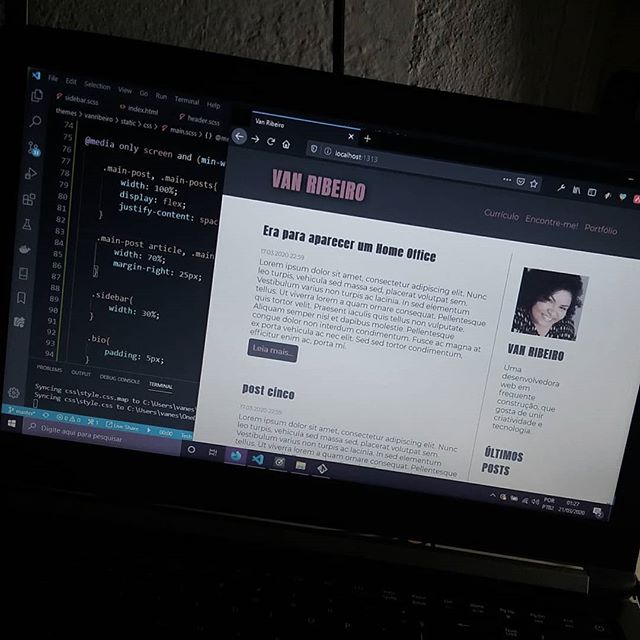 File Edit Selection View Go Run Terminal Help
sidebar.scss
index.html
header.scss
themes > vanribeiro > static > css > main.scss >
74
75
76
77
78
79
80
81
82
83
84
85
86
87
88
89
90
91
92
93
94
@media only screen and (min-w
.main-post, .main-posts{
width: 100%;
display: flex;
justify-content: spac
}
.main-post article, .main
width: 70%;
margin-right: 25px;
}
.sidebar{
width: 30%;
}
.bio{
padding: 5px;
PROBLEMS OUTPUT DEBUG CONSOLE TERMINAL
Syncing css\style.css.map to C:\Users\vanes
Syncing css\style.css to C:\Users\vanes\One
master* 0 0 1 Live Share 00:00
Digite aqui para pesquisar
Van Ribeiro
localhost:1313
VAN RIBEIRO
Currículo Encontre-me! Portfólio
Era para aparecer um Home Office
17.03.2020 22:59
Lorem ipsum dolor sit amet, consectetur adipiscing elit. Nunc
leo turpis, vehicula sed massa sed, placerat volutpat sem.
Vestibulum varius non turpis ac lacinia. In sed elementum
tellus. Ut viverra lorem a quam ornare consequat. Pellentesque
quis tortor velit. Praesent iaculis quis tellus non vulputate.
Aliquam semper nisl et dapibus molestie. Pellentesque
congue dolor non interdum condimentum. Fusce ac magna at
ex porta vehicula ac nec elit. Sed sed tortor condimentum,
efficitur enim ac, porta mi.
Leia mais...
post cinco
17.03.2020 22:59
Lorem ipsum dolor sit amet, consectetur adipiscing elit. Nunc
leo turpis, vehicula sed massa sed, placerat volutpat sem.
Vestibulum varius non turpis ac lacinia. In sed elementum
tellus. Ut viverra lorem a quam ornare consequat. Pellentesque
VAN RIBEIRO
Uma
desenvolvedora
web em
frequente
construção, que
gosta de unir
criatividade e
tecnologia.
ÚLTIMOS
POSTS
POR
PTB2
01:27
21/03/2020